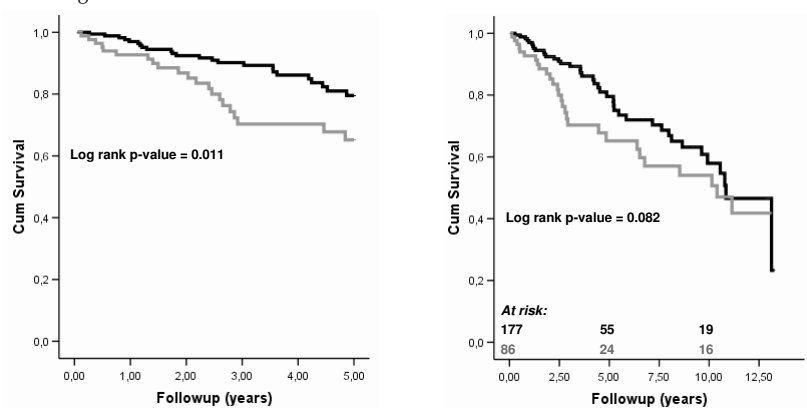 1,0
0,8
0,6
0,4
0,2
0,0
Cum Survival
Log rank p-value = 0.011
0,00 1,00 2,00 3,00 4,00 5,00
Followup (years)
1,0
0,8
0,6
0,4
0,2
0,0
Cum Survival
Log rank p-value = 0.082
At risk:
177 55 19
86 24 16
0,00 2,50 5,00 7,50 10,00 12,50
Followup (years)